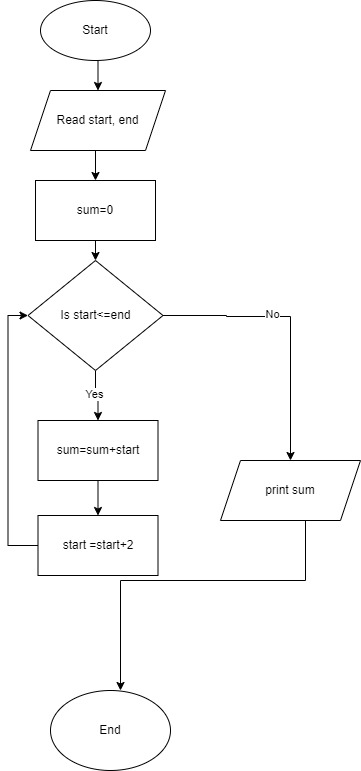 Start
Read start, end
sum=0
Is start<=end
No
Yes
sum=sum+start
print sum
start =start+2
End